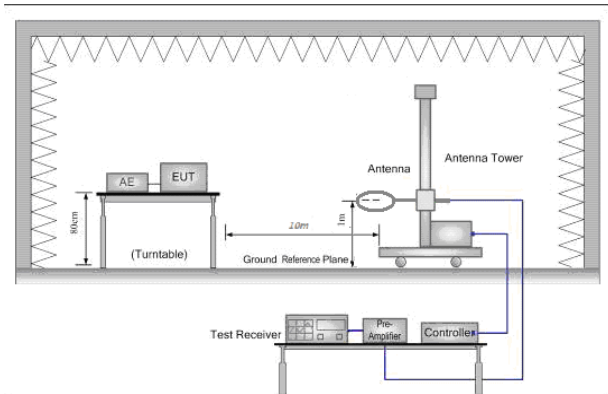 Antenna
Antenna Tower
AE
EUT
80cm
(Turntable)
10m
1m
Ground Reference Plane
Test Receiver
Pre-
Amplifier
Controller